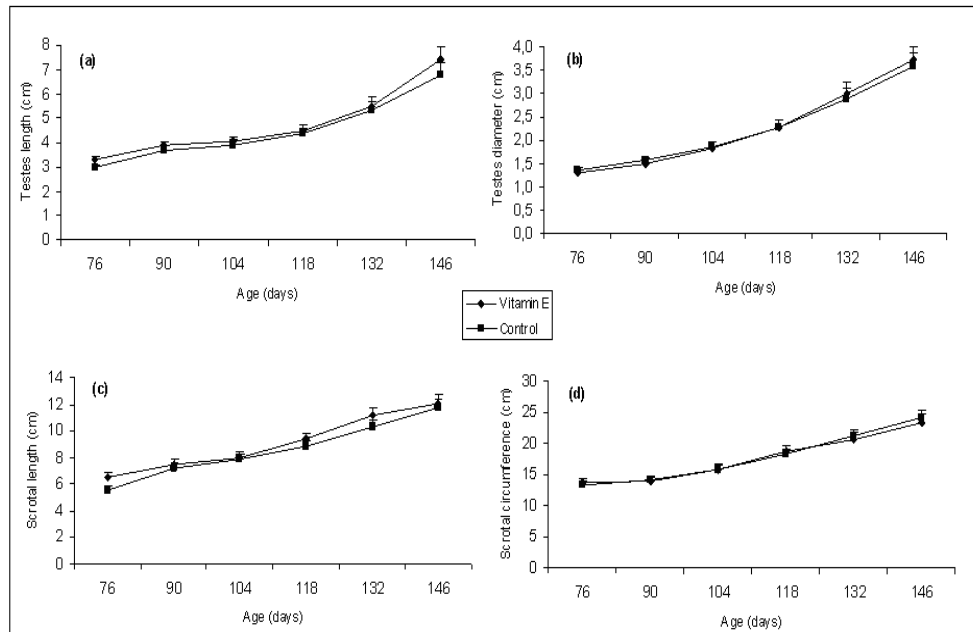 (a)
Testes length (cm)
8
7
6
5
4
3
2
1
0
76 90 104 118 132 146
Age (days)
(b)
Testes diameter (cm)
4,0
3,5
3,0
2,5
2,0
1,5
1,0
0,5
0,0
76 90 104 118 132 146
Age (days)
Vitamin E
Control
(c)
Scrotal length (cm)
14
12
10
8
6
4
2
0
76 90 104 118 132 146
Age (days)
(d)
Scrotal circumference (cm)
30
25
20
15
10
5
0
76 90 104 118 132 146
Age (days)